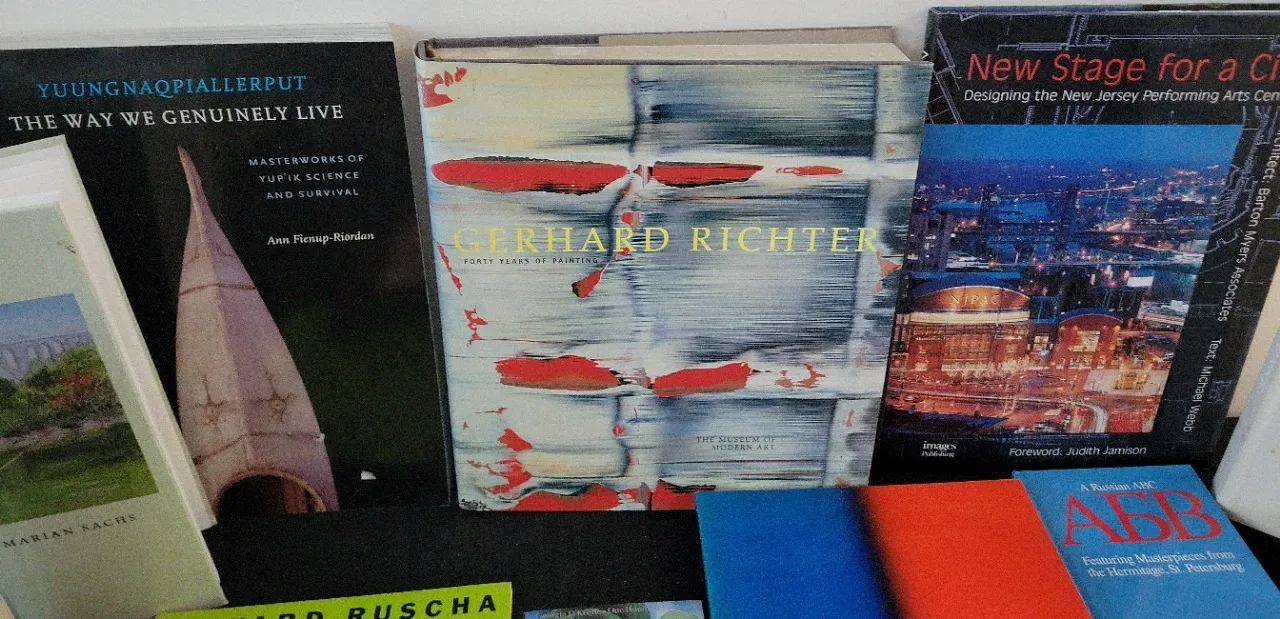 YUUNGNAQPIALLERPUT
THE WAY WE GENUINELY LIVE
MASTERWORKS OF
YUP'IK SCIENCE
AND SURVIVAL
Ann Fienup-Riordan
MARIAN SACHS
GERHARD RICHTER
FORTY YEARS OF PAINTING
THE MUSEUM OF
MODERN ART
New Stage for a Ci
Designing the New Jersey Performing Arts Cen
NJPAC
Architect: Barton Myers Associates
Text: Michael Webb
images
Publishing
Foreword: Judith Jamison
A Russian ABC
АБВ
Featuring Masterpieces from
the Hermitage, St. Petersburg
RUSCHA